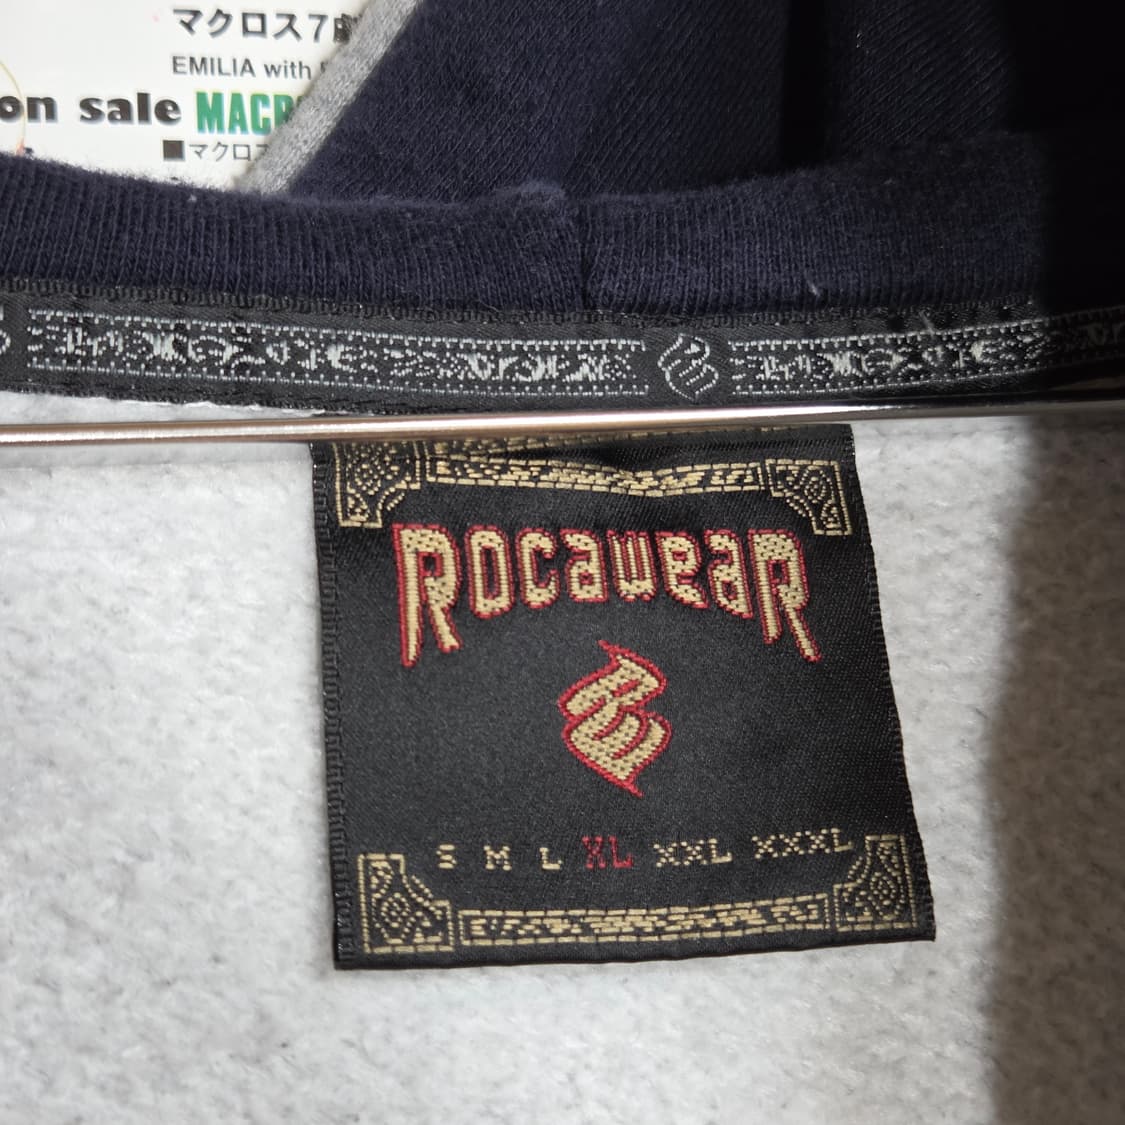 マクロス7
EMILIA with
on sale MACR
■マクロス
ROCAWEAR
S M L XL XXL XXXL